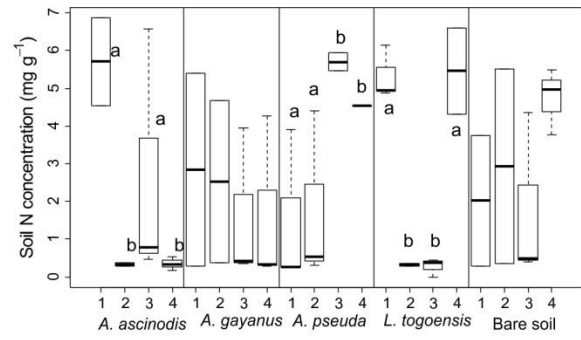 Soil N concentration (mg g⁻¹)
7
6
5
4
3
2
1
0
a
b
a
b
a
a
b
b
a
b
b
a
1 2 3 4 1 2 3 4 1 2 3 4 1 2 3 4 1 2 3 4
A. ascinodis A. gayanus A. pseuda L. togoensis Bare soil